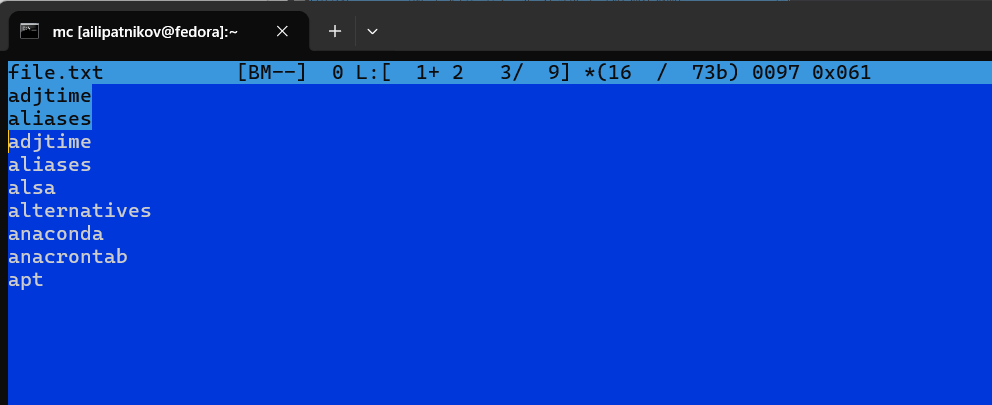 mc [ailipatnikov@fedora]:~
file.txt [BM--] 0 L:[ 1+ 2 3/ 9] *(16 / 73b) 0097 0x061
adjtime
aliases
adjtime
aliases
alsa
alternatives
anaconda
anacrontab
apt